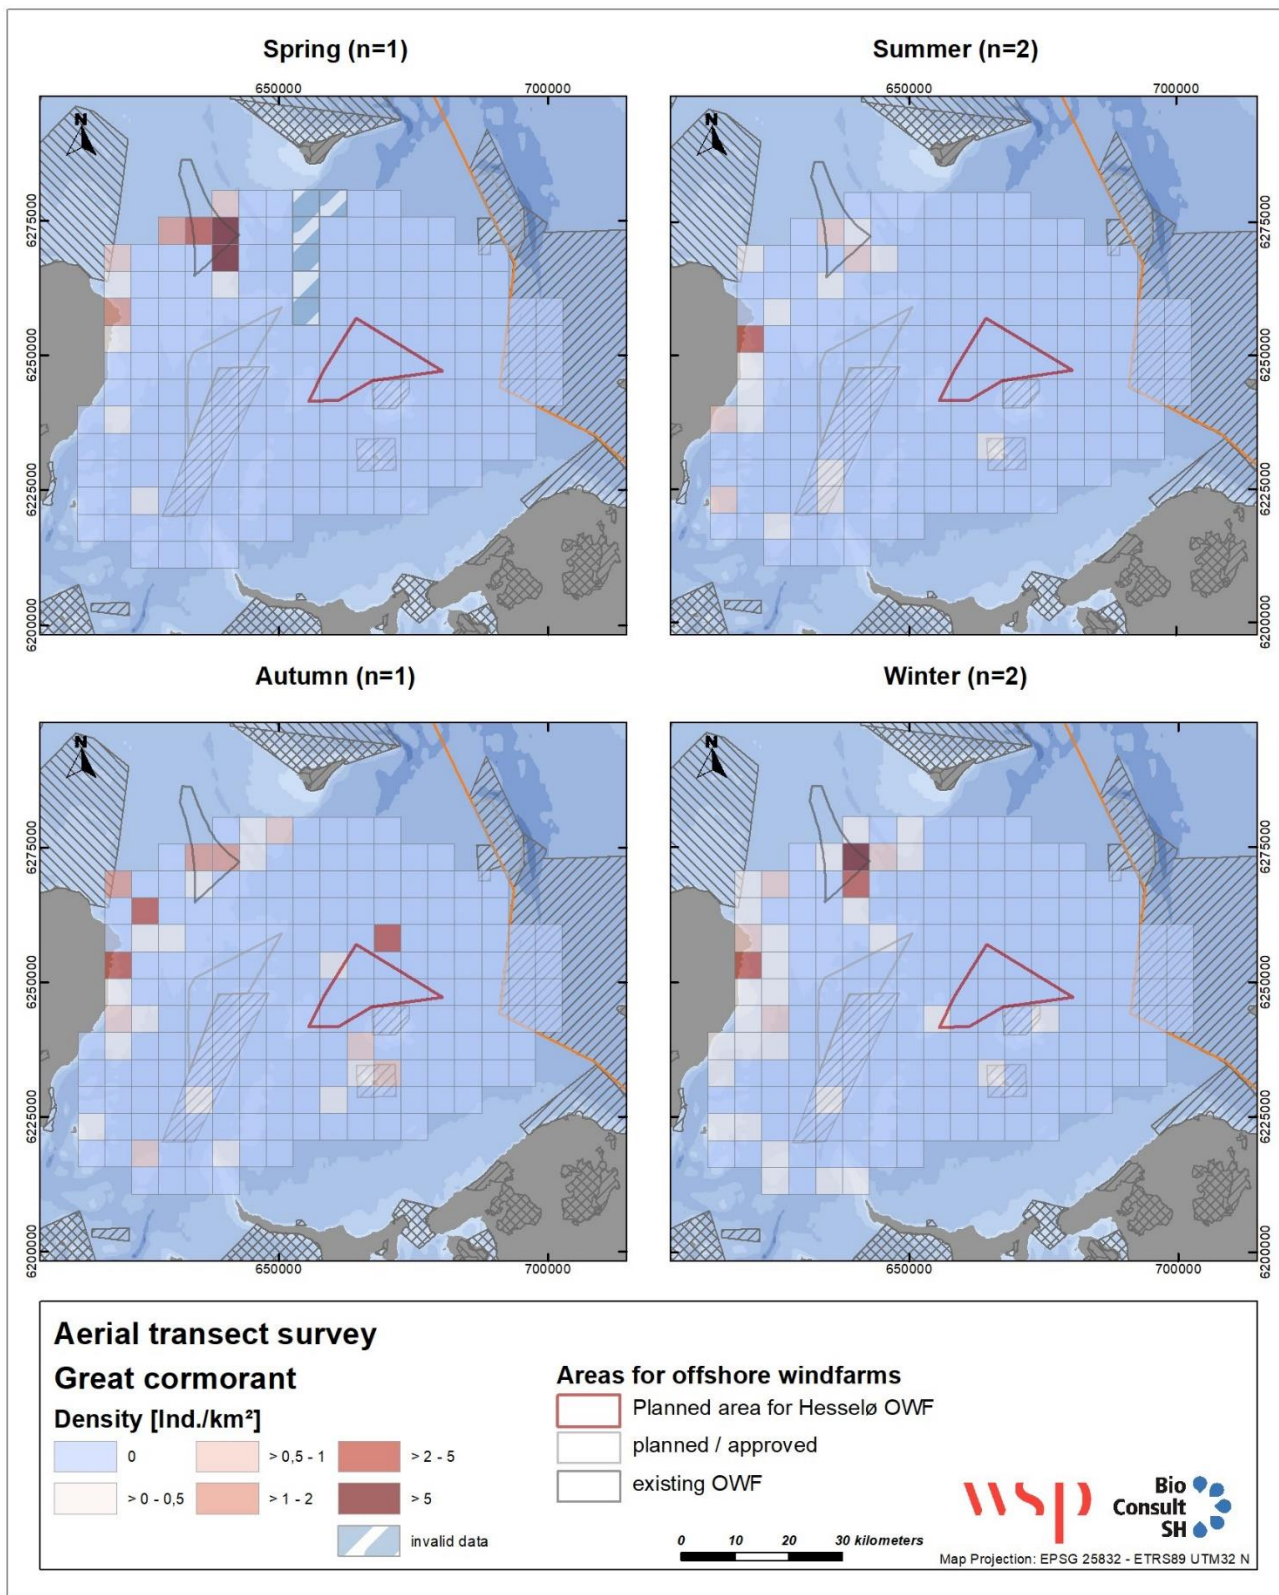 Spring (n=1)
Summer (n=2)
650000 700000
650000 700000
N
N
6275000
6250000
6225000
6200000
6275000
6250000
6225000
6200000
Autumn (n=1)
Winter (n=2)
N
N
6275000
6250000
6225000
6200000
6275000
6250000
6225000
6200000
650000 700000
650000 700000
Aerial transect survey
Great cormorant
Density [Ind./km²]
0
> 0,5 - 1
> 2 - 5
> 0 - 0,5
> 1 - 2
> 5
invalid data
Areas for offshore windfarms
Planned area for Hesselø OWF
planned / approved
existing OWF
0 10 20 30 kilometers
wsp
Bio
Consult
SH
Map Projection: EPSG 25832 - ETRS89 UTM32 N